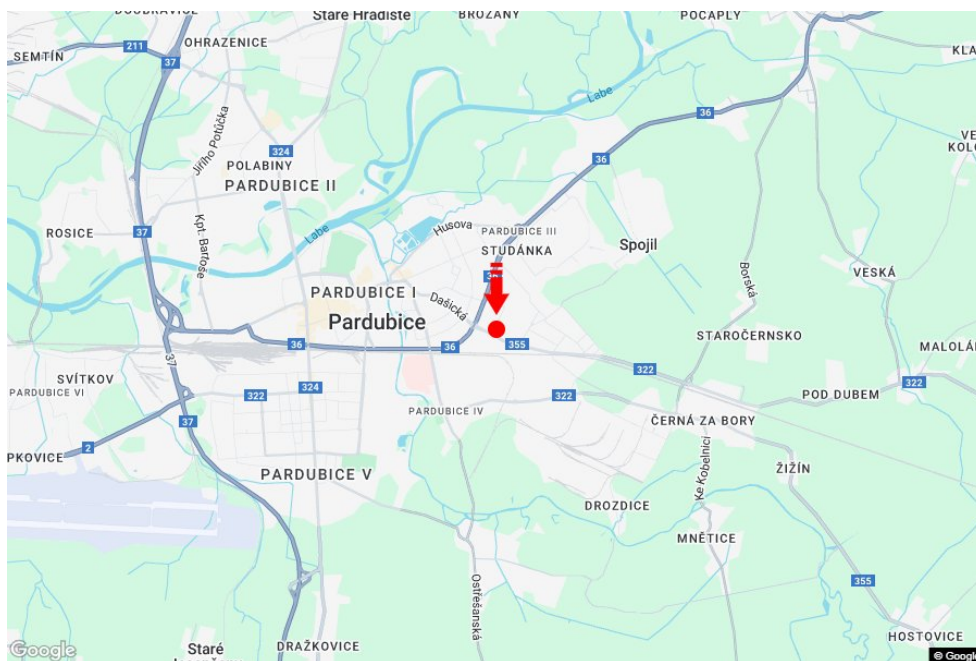 DOUBRAVICE
Staré Hradiště
BROZANY
POČAPLY
OHRAZENICE
SEMTÍN
211
37
KLA
36
Labe
Jiřího Potůčka
324
POLABINY
PARDUBICE II
36
VE
KOLO
37
Kpt. Bartoše
ROSICE
Labe
Husova
PARDUBICE III
STUDÁNKA
Spojil
Borská
VESKÁ
PARDUBICE I
Dašická
Pardubice
STAROČERNSKO
36
36
355
MALOLÁN
37
SVÍTKOV
PARDUBICE VI
322
324
322
322
POD DUBEM
322
37
PARDUBICE IV
ČERNÁ ZA BORY
2
PKOVICE
PARDUBICE V
Ke Kobelnici
ŽIŽÍN
DROZDICE
MNĚTICE
355
Ostřešanská
HOSTOVICE
DRAŽKOVICE
Staré
Google
© Google